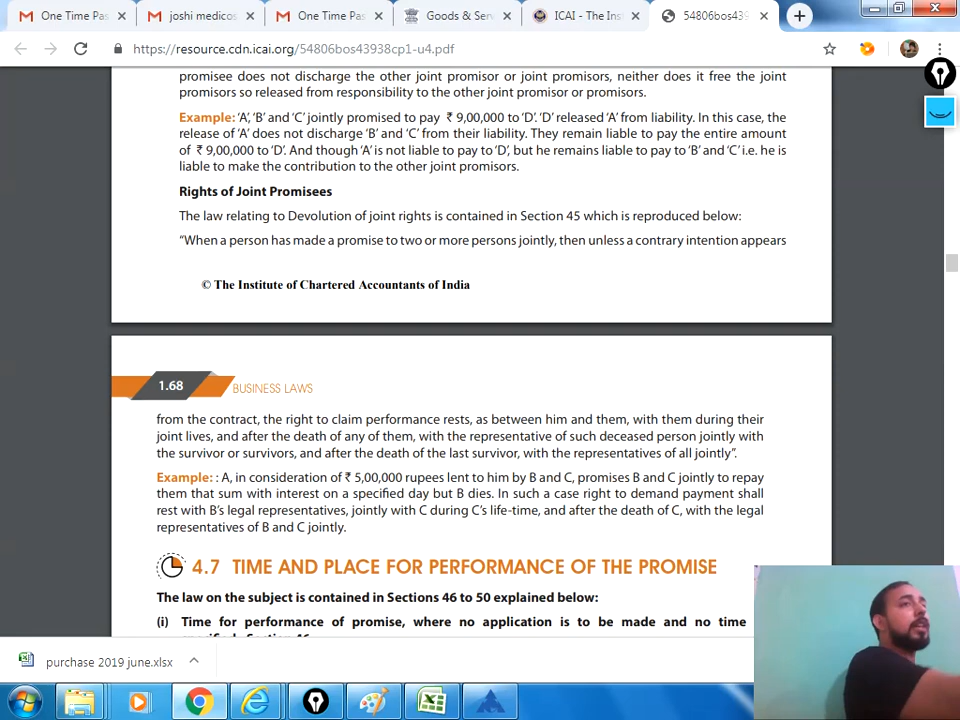 One Time Pas
joshi medicos
One Time Pas
Goods & Serv
ICAI - The Ins
54806bos439
https://resource.cdn.icai.org/54806bos43938cp1-u4.pdf
promisee does not discharge the other joint promisor or joint promisors, neither does it free the joint
promisors so released from responsibility to the other joint promisor or promisors.
Example: ‘A’, ‘B’ and ‘C’ jointly promised to pay ₹ 9,00,000 to ‘D’. ‘D’ released ‘A’ from liability. In this case, the
release of ‘A’ does not discharge ‘B’ and ‘C’ from their liability. They remain liable to pay the entire amount
of ₹ 9,00,000 to ‘D’. And though ‘A’ is not liable to pay to ‘D’, but he remains liable to pay to ‘B’ and ‘C’ i.e. he is
liable to make the contribution to the other joint promisors.
Rights of Joint Promisees
The law relating to Devolution of joint rights is contained in Section 45 which is reproduced below:
“When a person has made a promise to two or more persons jointly, then unless a contrary intention appears
© The Institute of Chartered Accountants of India
1.68
BUSINESS LAWS
from the contract, the right to claim performance rests, as between him and them, with them during their
joint lives, and after the death of any of them, with the representative of such deceased person jointly with
the survivor or survivors, and after the death of the last survivor, with the representatives of all jointly”.
Example: : A, in consideration of ₹ 5,00,000 rupees lent to him by B and C, promises B and C jointly to repay
them that sum with interest on a specified day but B dies. In such a case right to demand payment shall
rest with B’s legal representatives, jointly with C during C’s life-time, and after the death of C, with the legal
representatives of B and C jointly.
4.7 TIME AND PLACE FOR PERFORMANCE OF THE PROMISE
The law on the subject is contained in Sections 46 to 50 explained below:
(i) Time for performance of promise, where no application is to be made and no time
purchase 2019 june.xlsx